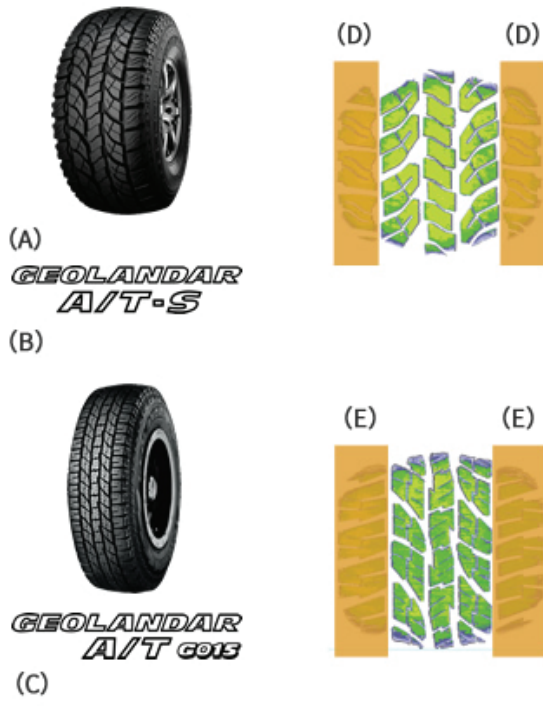 (D) (D)
(A)
GEOLANDAR
A/T-S
(B)
(E) (E)
GEOLANDAR
A/T G015
(C)